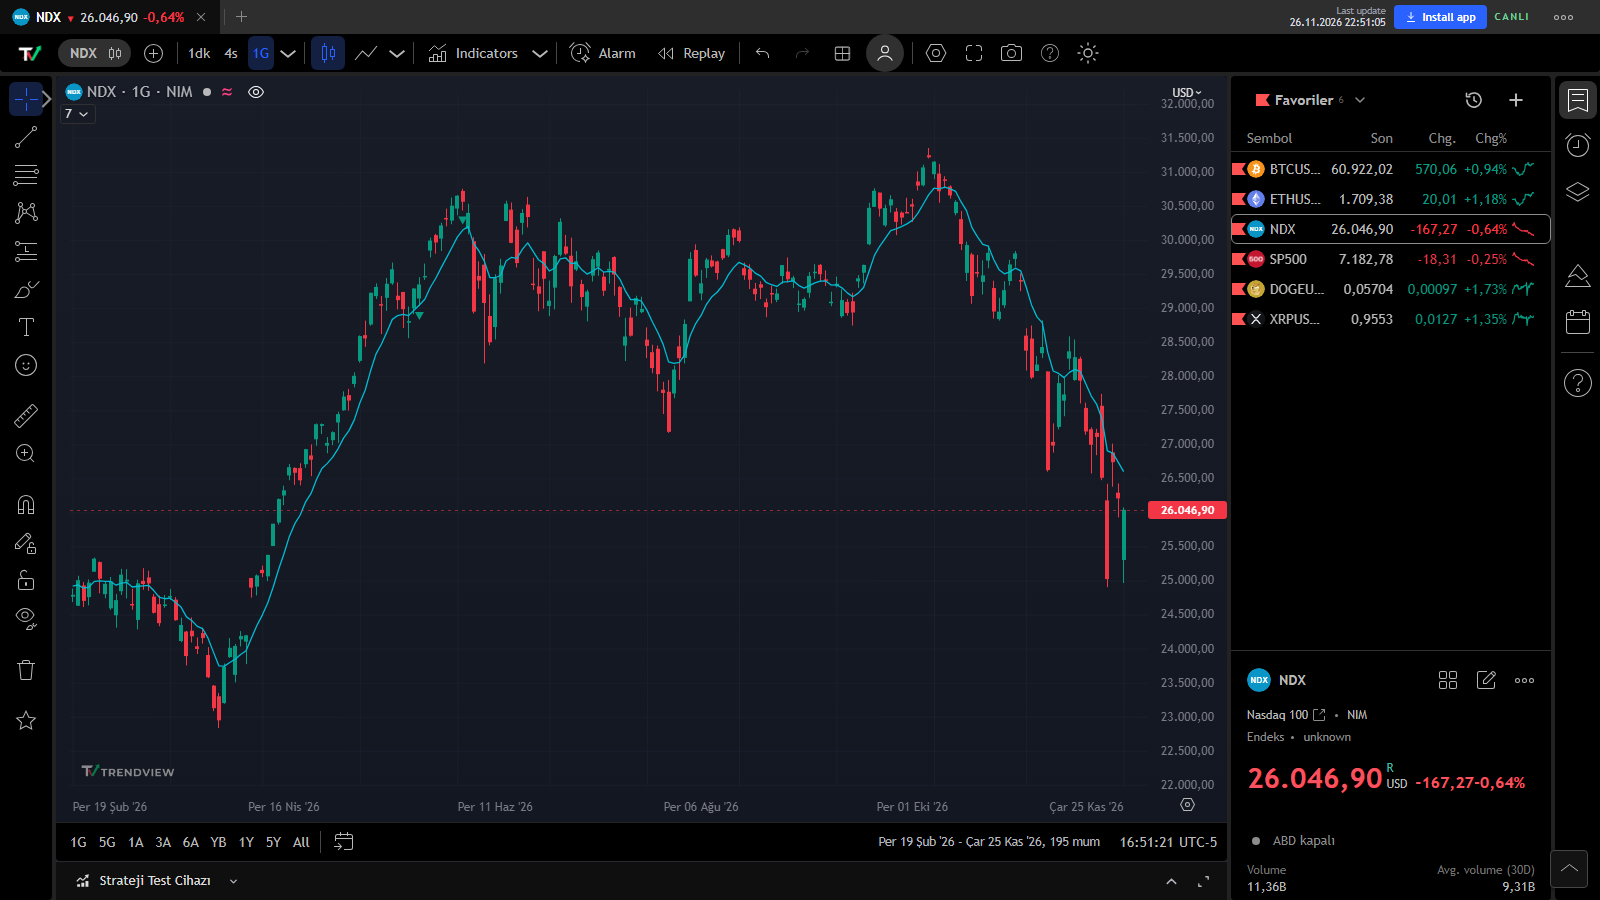 NDX 26.046,90 -0,64%
Last update
26.11.2026 22:51:05
Install app
CANLI
NDX
1dk 4s 1G
Indicators
Alarm
Replay
NDX · 1G · NIM
7
USD
32.000,00
31.500,00
31.000,00
30.500,00
30.000,00
29.500,00
29.000,00
28.500,00
28.000,00
27.500,00
27.000,00
26.500,00
26.046,90
25.500,00
25.000,00
24.500,00
24.000,00
23.500,00
23.000,00
22.500,00
22.000,00
TRENDVIEW
Per 19 Şub '26 Per 16 Nis '26 Per 11 Haz '26 Per 06 Ağu '26 Per 01 Eki '26 Çar 25 Kas '26
1G 5G 1A 3A 6A YB 1Y 5Y All
Per 19 Şub '26 - Çar 25 Kas '26, 195 mum 16:51:21 UTC-5
Strateji Test Cihazı
Favoriler 6
Sembol Son Chg. Chg%
BTCUS... 60.922,02 570,06 +0,94%
ETHUS... 1.709,38 20,01 +1,18%
NDX NDX 26.046,90 -167,27 -0,64%
500 SP500 7.182,78 -18,31 -0,25%
DOGEU... 0,05704 0,00097 +1,73%
XRPUS... 0,9553 0,0127 +1,35%
NDX NDX
Nasdaq 100 • NIM
Endeks • unknown
26.046,90 R USD -167,27 -0,64%
ABD kapalı
Volume Avg. volume (30D)
11,36B 9,31B